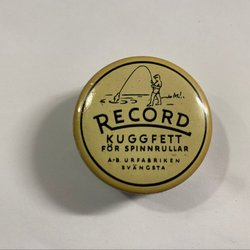 RECORD
KUGGFETT
FÖR SPINNRULLAR
A-B. URFABRIKEN
SVÄNGSTA